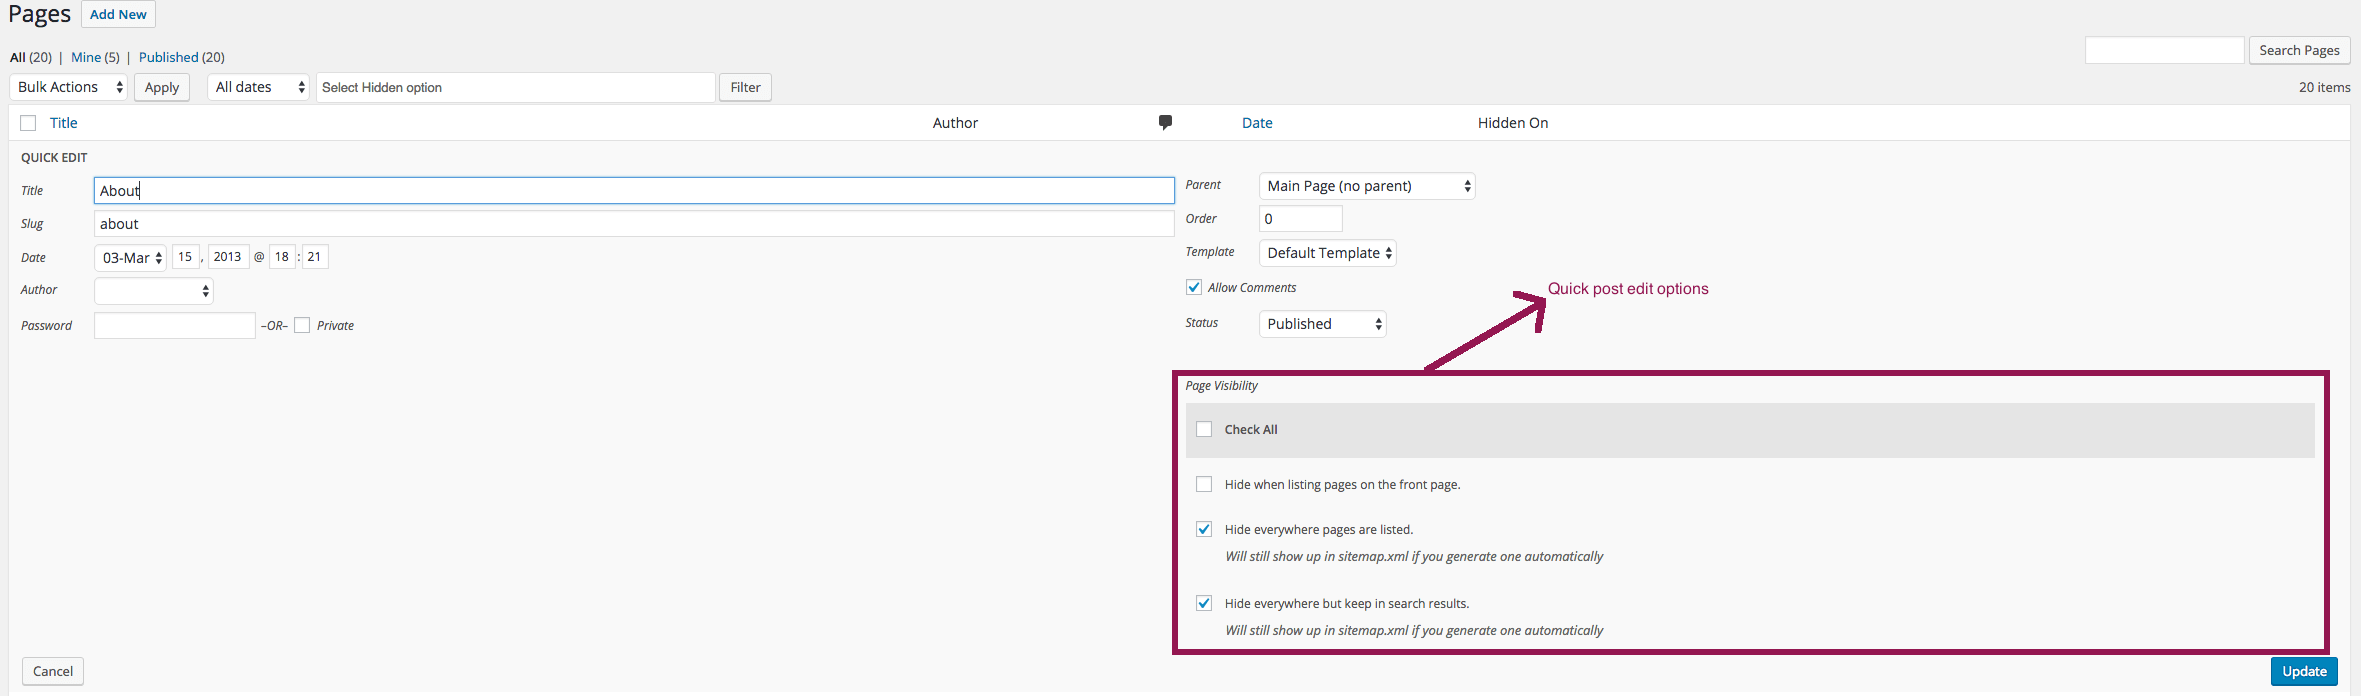 Pages Add New
All (20) | Mine (5) | Published (20)
Search Pages
Bulk Actions Apply All dates Select Hidden option Filter
20 items
Title Author Date Hidden On
QUICK EDIT
Title About
Slug about
Date 03-Mar 15 , 2013 @ 18 : 21
Author
Password –OR– Private
Parent Main Page (no parent)
Order 0
Template Default Template
Allow Comments
Status Published
Quick post edit options
Page Visibility
Check All
Hide when listing pages on the front page.
Hide everywhere pages are listed.
Will still show up in sitemap.xml if you generate one automatically
Hide everywhere but keep in search results.
Will still show up in sitemap.xml if you generate one automatically
Cancel Update